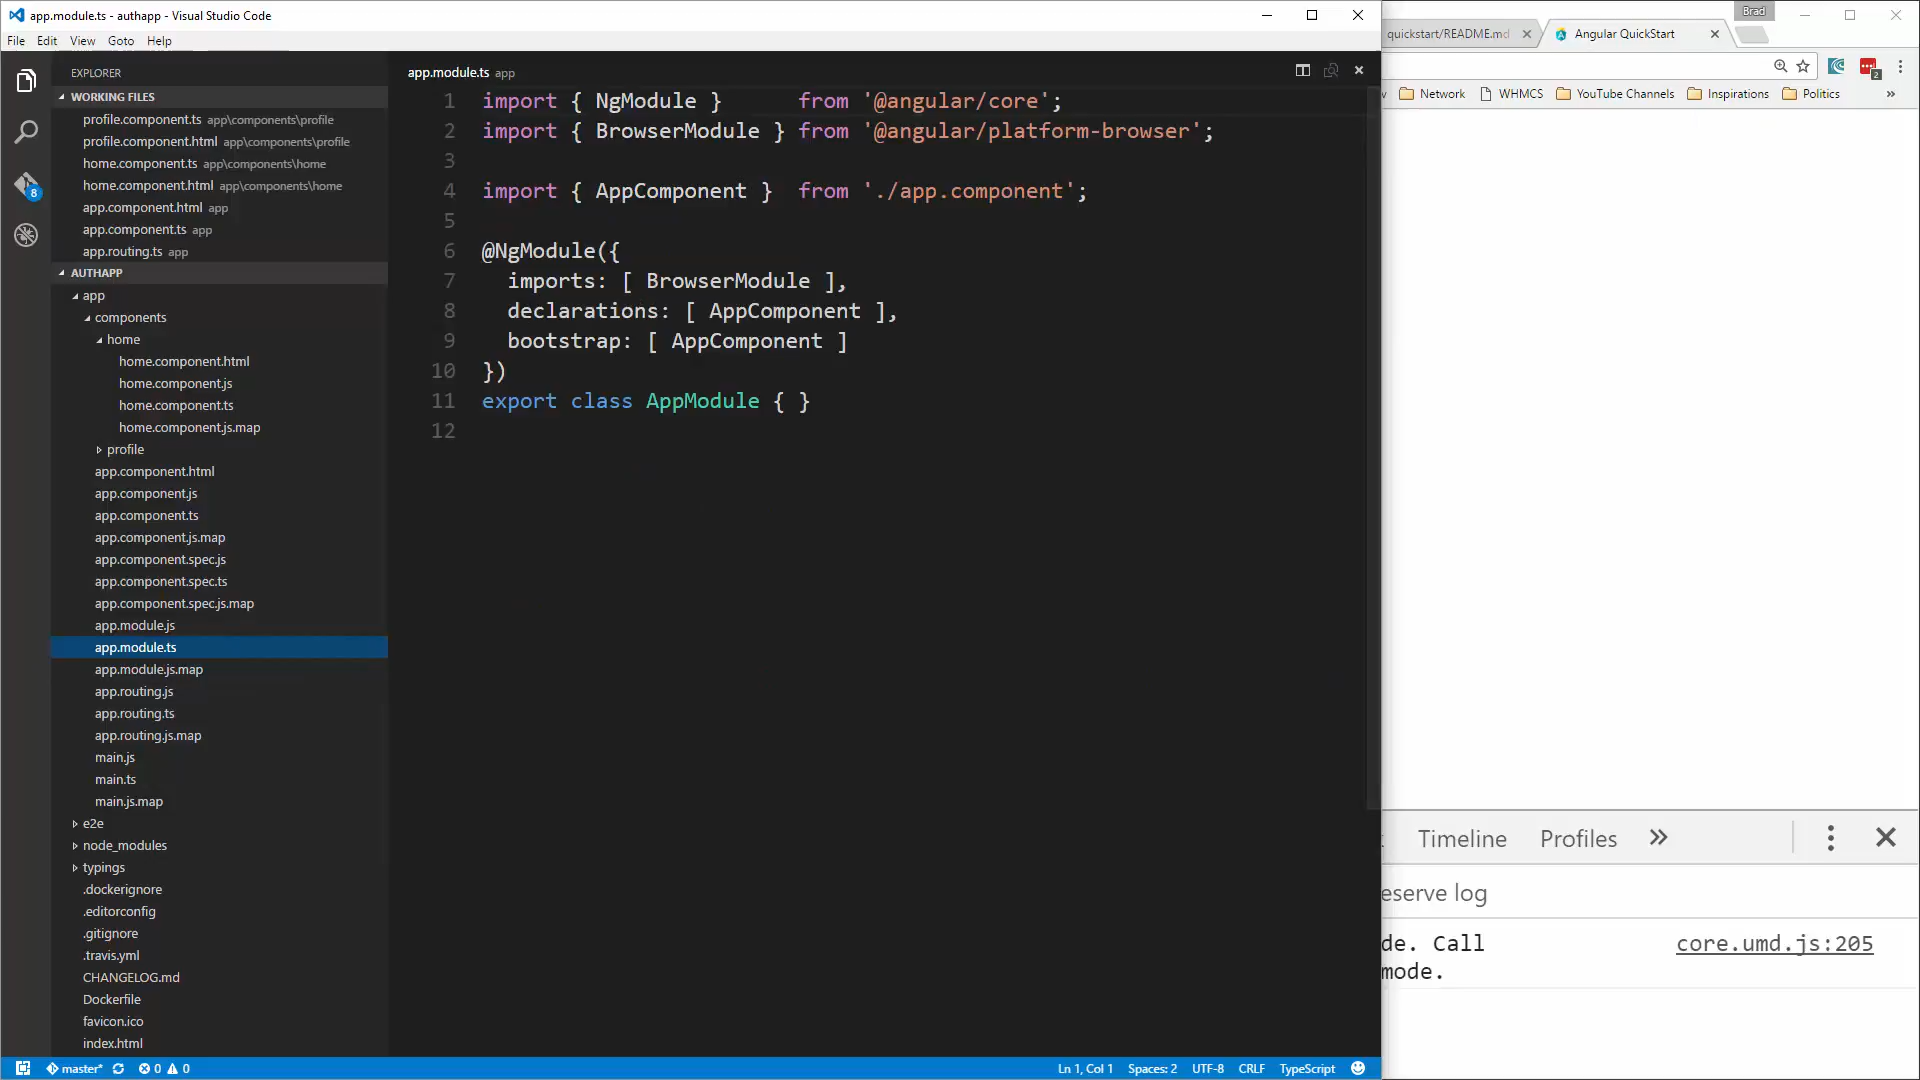 app.module.ts - authapp - Visual Studio Code
File Edit View Goto Help
EXPLORER
WORKING FILES
profile.component.ts app\components\profile
profile.component.html app\components\profile
home.component.ts app\components\home
home.component.html app\components\home
app.component.html app
app.component.ts app
app.routing.ts app
AUTHAPP
app
components
home
home.component.html
home.component.js
home.component.ts
home.component.js.map
profile
app.component.html
app.component.js
app.component.ts
app.component.js.map
app.component.spec.js
app.component.spec.ts
app.component.spec.js.map
app.module.js
app.module.ts
app.module.js.map
app.routing.js
app.routing.ts
app.routing.js.map
main.js
main.ts
main.js.map
e2e
node_modules
typings
.dockerignore
.editorconfig
.gitignore
.travis.yml
CHANGELOG.md
Dockerfile
favicon.ico
index.html
8
app.module.ts app
1 import { NgModule }      from '@angular/core';
2 import { BrowserModule } from '@angular/platform-browser';
3
4 import { AppComponent }  from './app.component';
5
6 @NgModule({
7   imports: [ BrowserModule ],
8   declarations: [ AppComponent ],
9   bootstrap: [ AppComponent ]
10 })
11 export class AppModule { }
12
master* 0 0 Ln 1, Col 1 Spaces: 2 UTF-8 CRLF TypeScript
Brad
quickstart/README.md Angular QuickStart
2
Network WHMCS YouTube Channels Inspirations Politics »
Timeline Profiles »
eserve log
de. Call core.umd.js:205
mode.